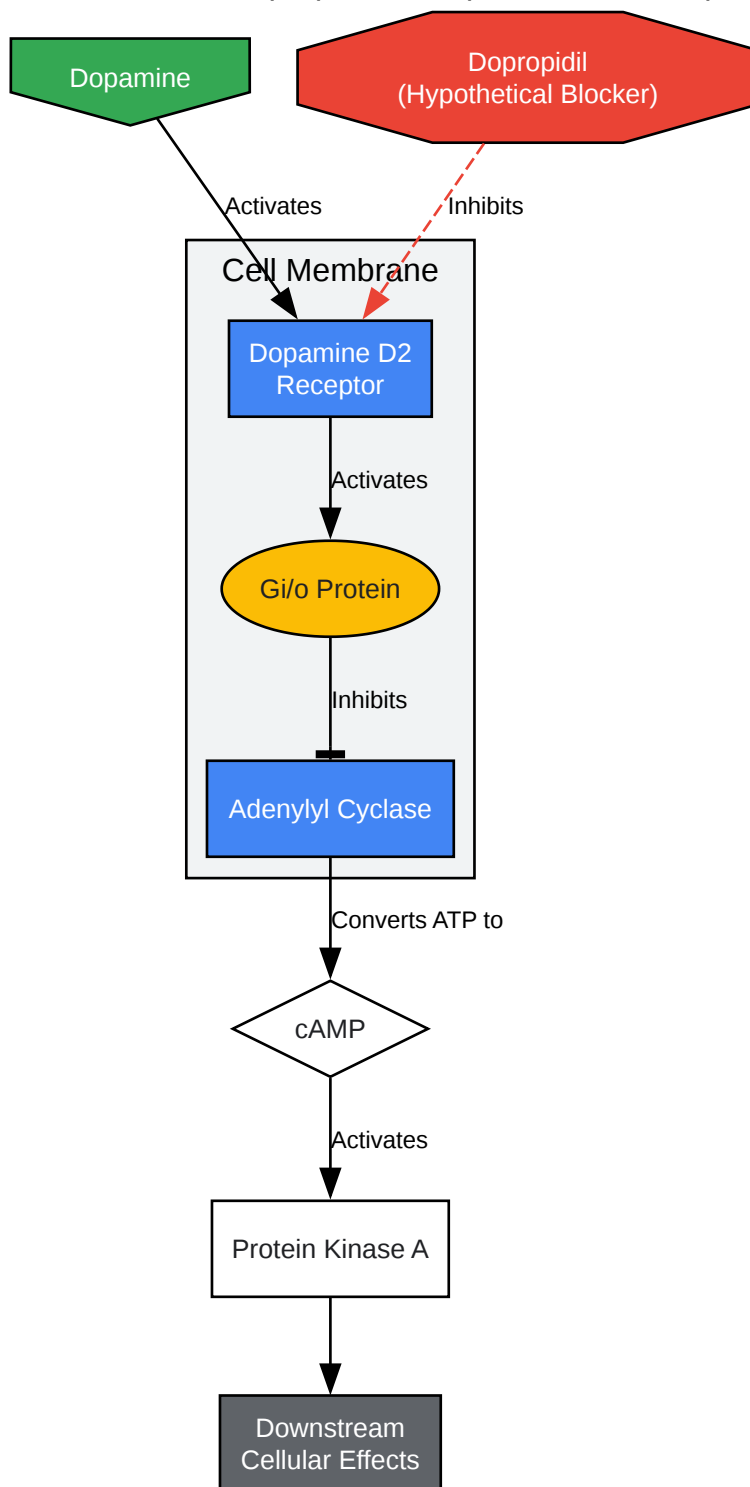 Dopamine
Dopropidil
(Hypothetical Blocker)
Activates
Inhibits
Cell Membrane
Dopamine D2
Receptor
Activates
Gi/o Protein
Inhibits
Adenylyl Cyclase
Converts ATP to
cAMP
Activates
Protein Kinase A
Downstream
Cellular Effects